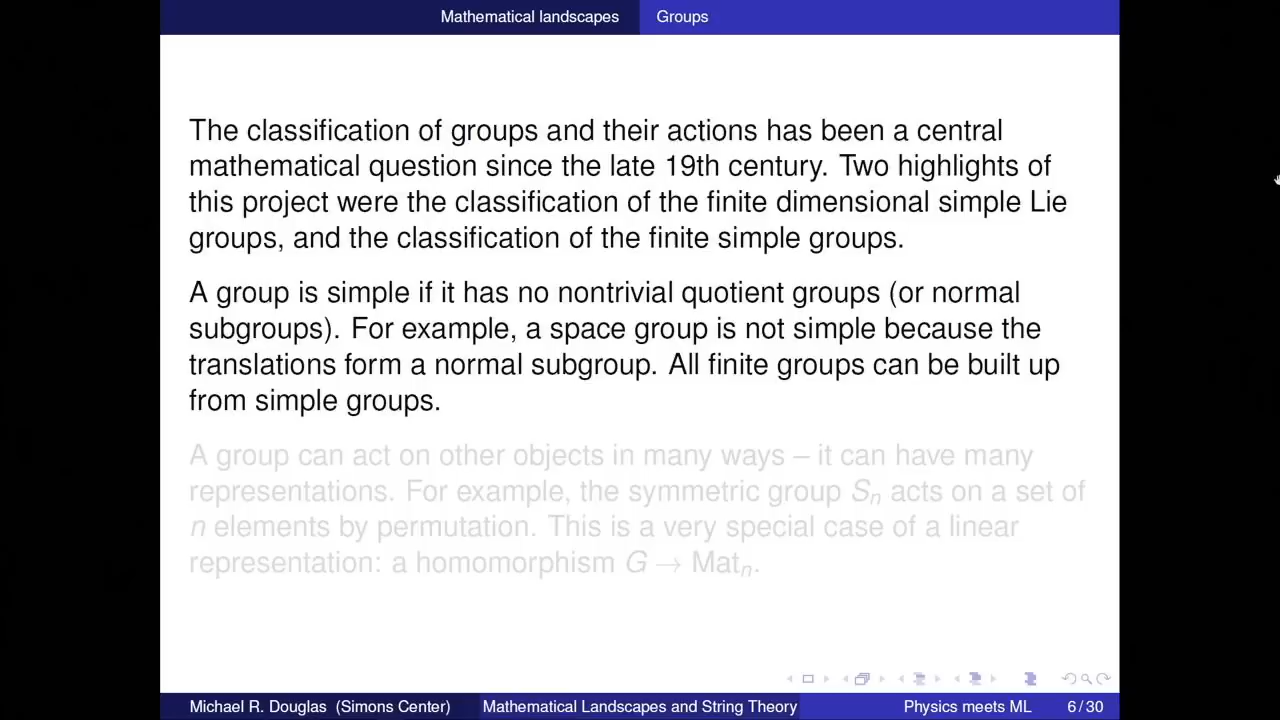 Mathematical landscapes Groups
The classification of groups and their actions has been a central
mathematical question since the late 19th century. Two highlights of
this project were the classification of the finite dimensional simple Lie
groups, and the classification of the finite simple groups.
A group is simple if it has no nontrivial quotient groups (or normal
subgroups). For example, a space group is not simple because the
translations form a normal subgroup. All finite groups can be built up
from simple groups.
A group can act on other objects in many ways – it can have many
representations. For example, the symmetric group Sₙ acts on a set of
n elements by permutation. This is a very special case of a linear
representation: a homomorphism G → Matₙ.
Michael R. Douglas (Simons Center) Mathematical Landscapes and String Theory Physics meets ML 6 / 30